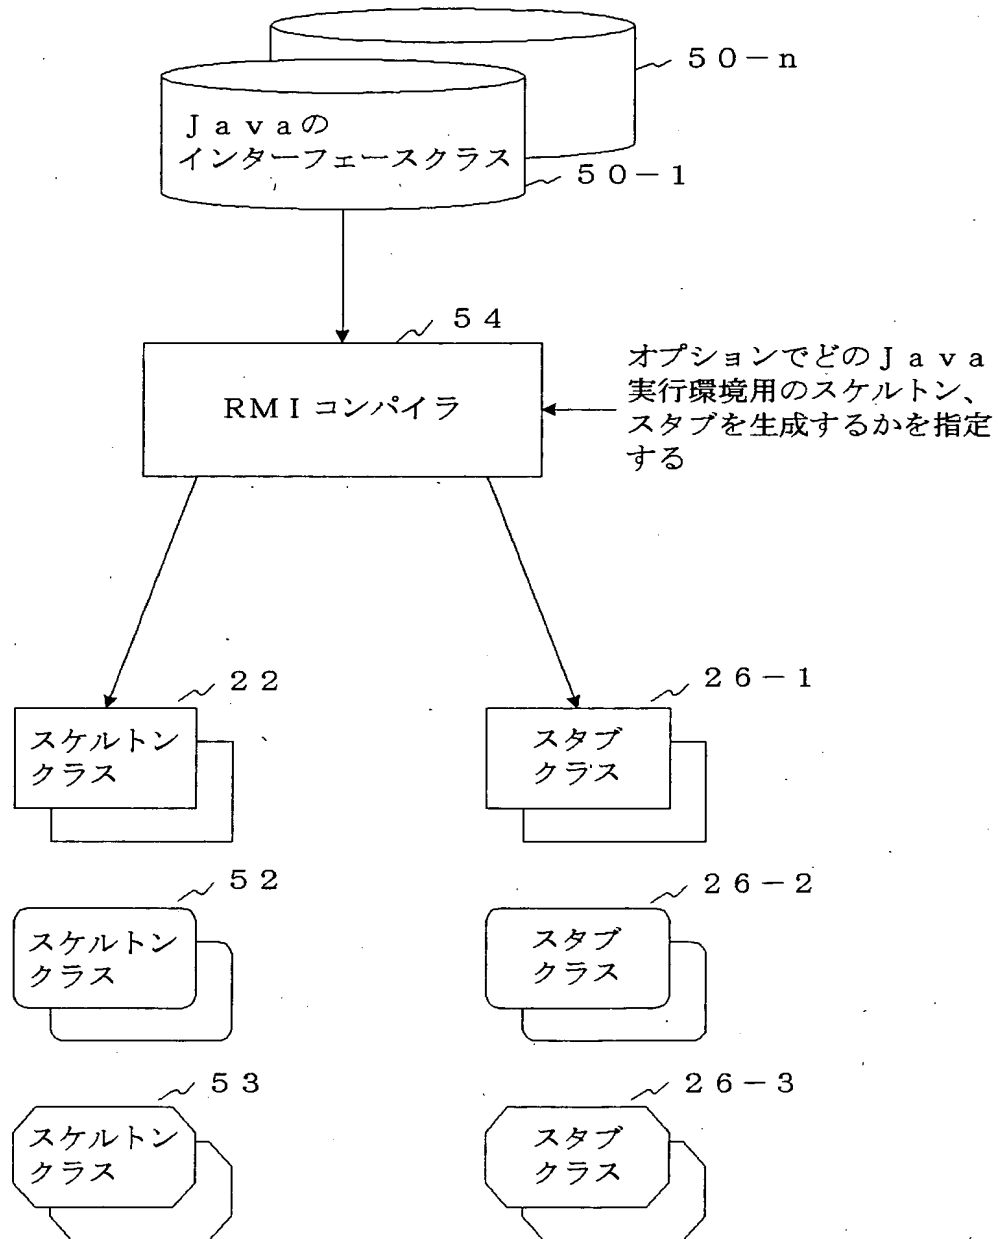 50-n
Javaの
インターフェースクラス
50-1
54
RMIコンパイラ
オプションでどのJava
実行環境用のスケルトン、
スタブを生成するかを指定
する
22
スケルトン
クラス
26-1
スタブ
クラス
52
スケルトン
クラス
26-2
スタブ
クラス
53
スケルトン
クラス
26-3
スタブ
クラス